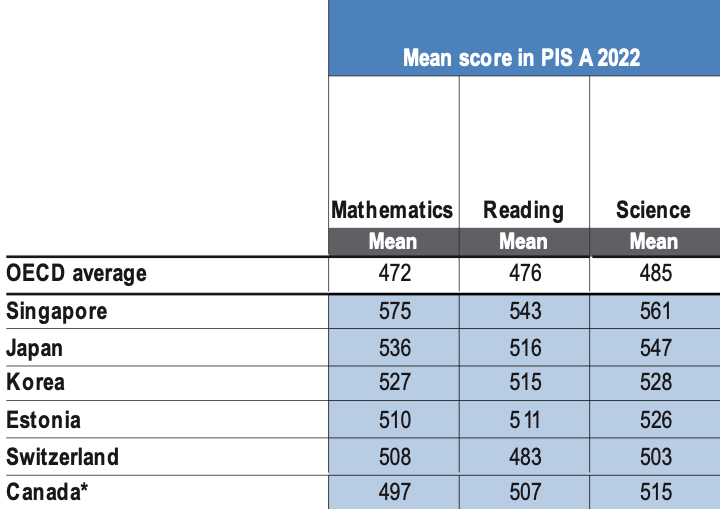 Mean score in PIS A 2022
Mathematics Reading Science
Mean Mean Mean
OECD average 472 476 485
Singapore 575 543 561
Japan 536 516 547
Korea 527 515 528
Estonia 510 511 526
Switzerland 508 483 503
Canada* 497 507 515